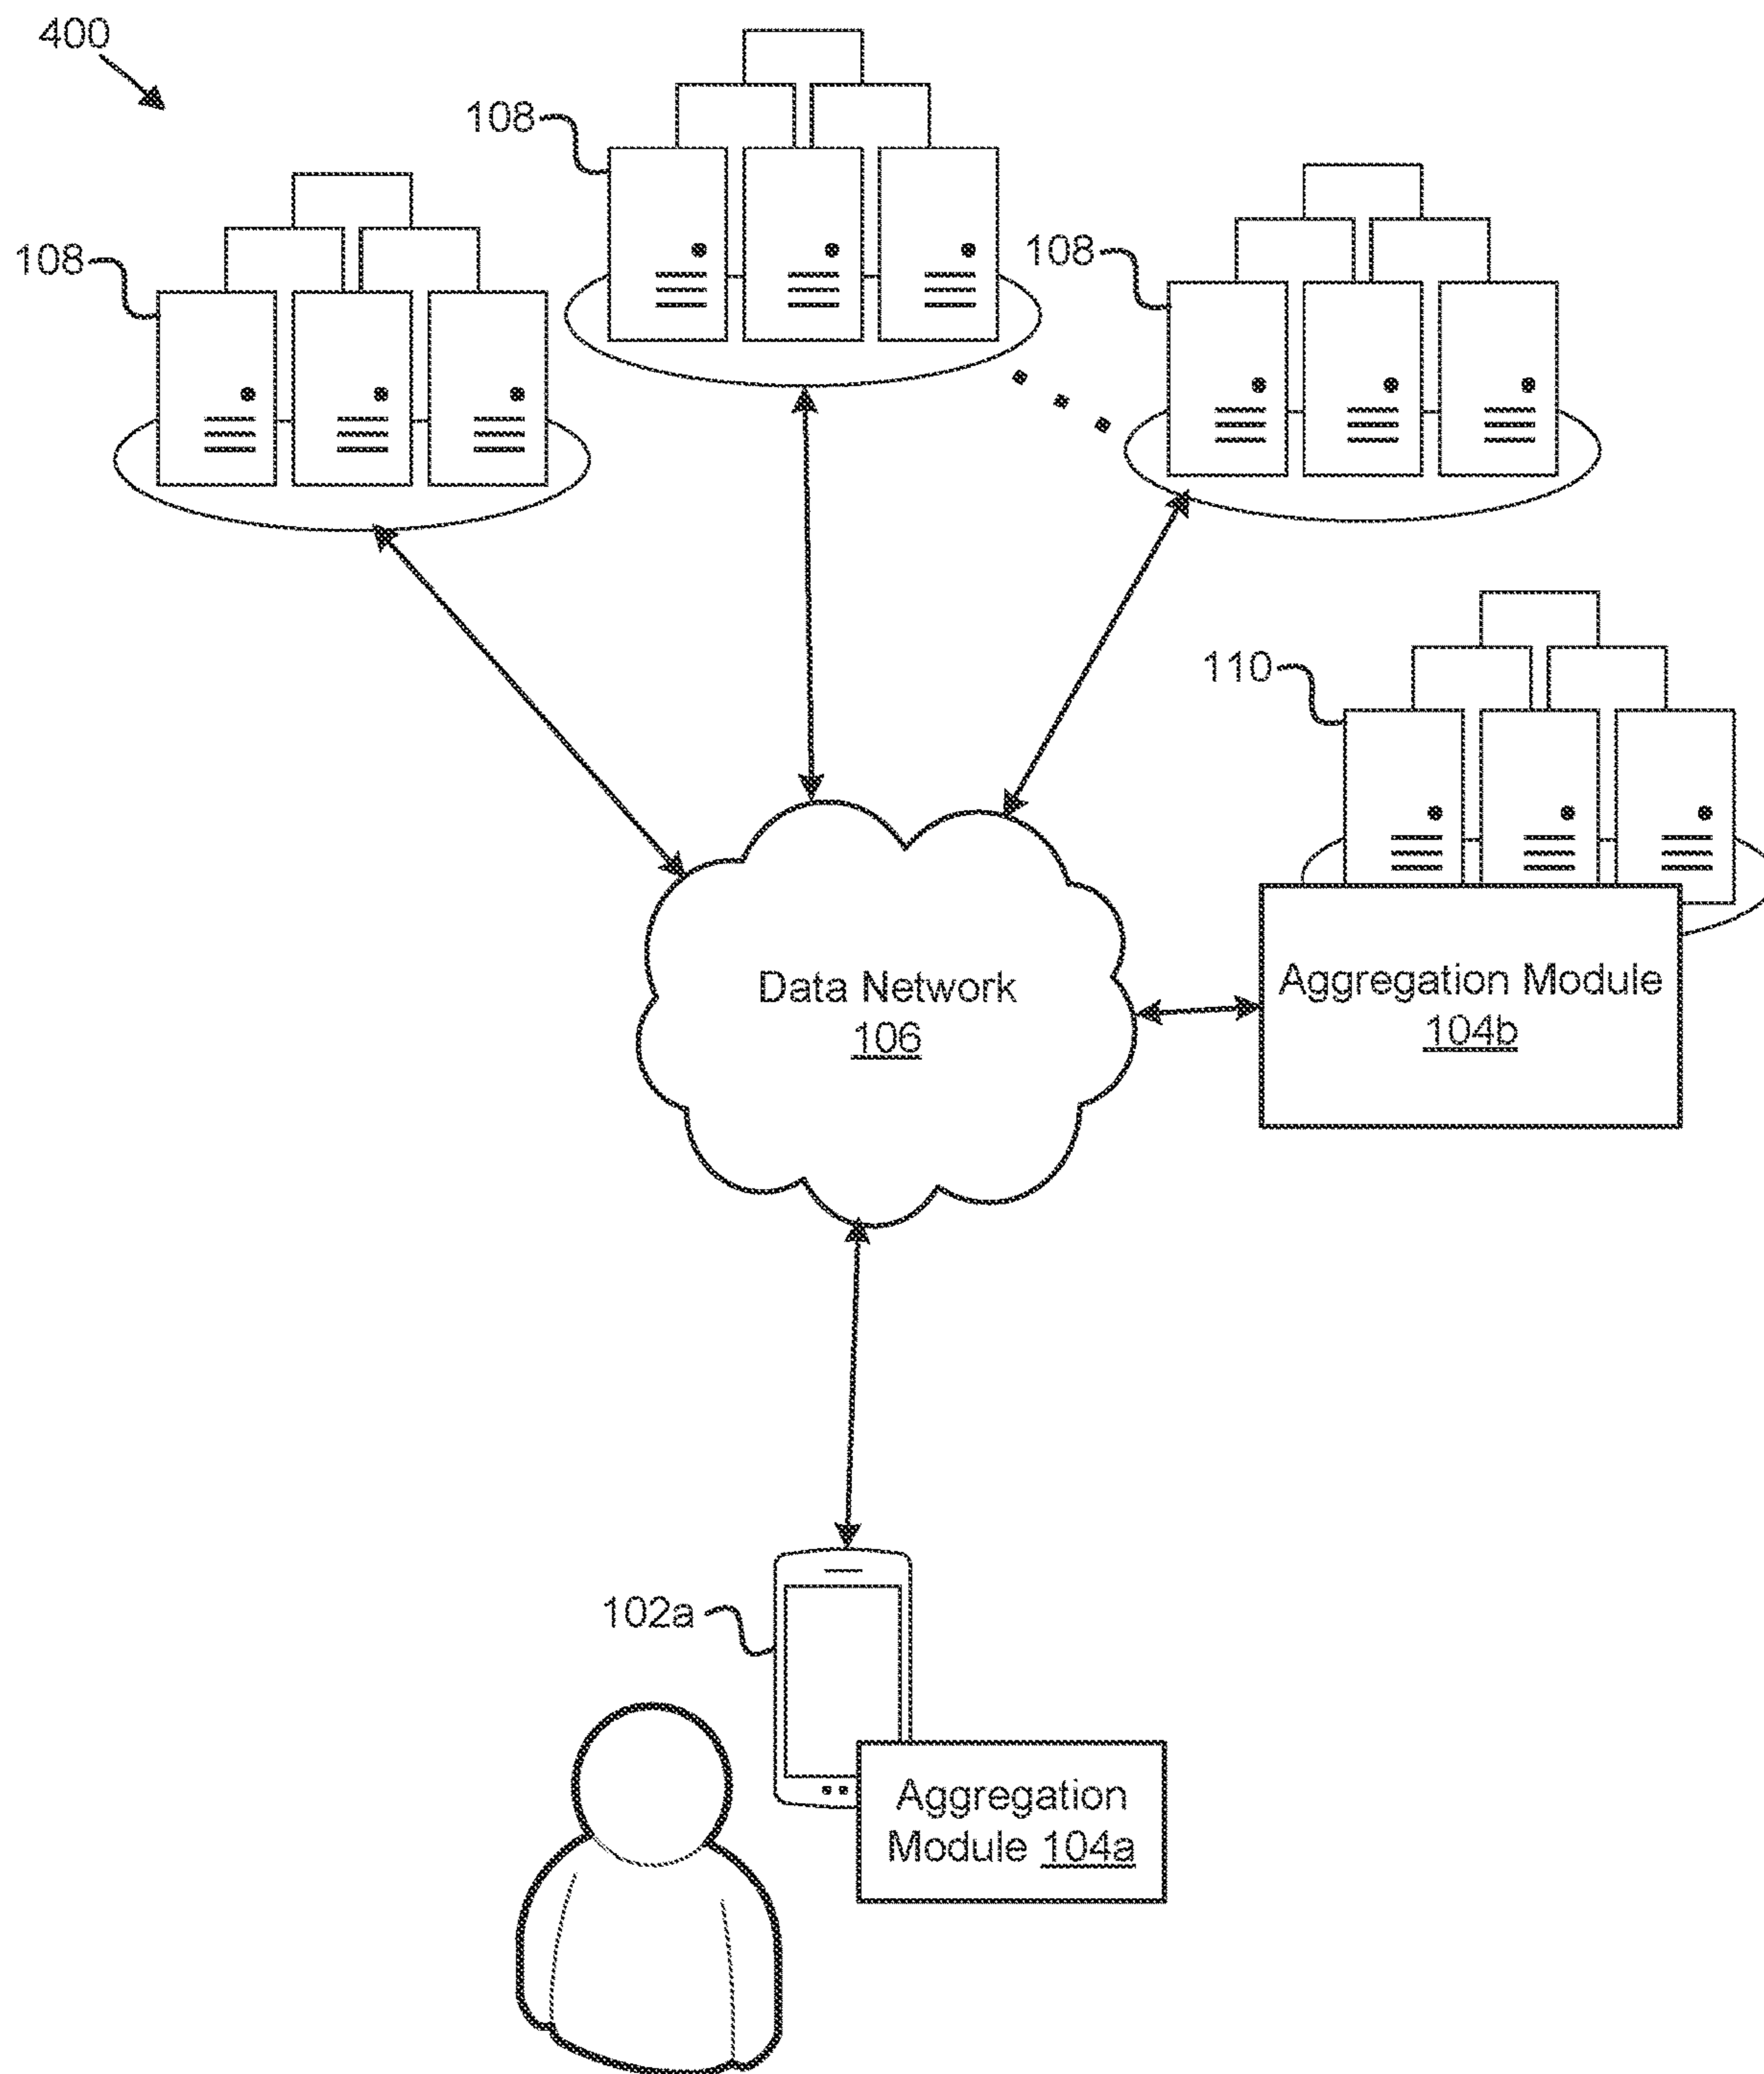 400
108
108
108
110
Data Network
106
Aggregation Module
104b
102a
Aggregation
Module 104a